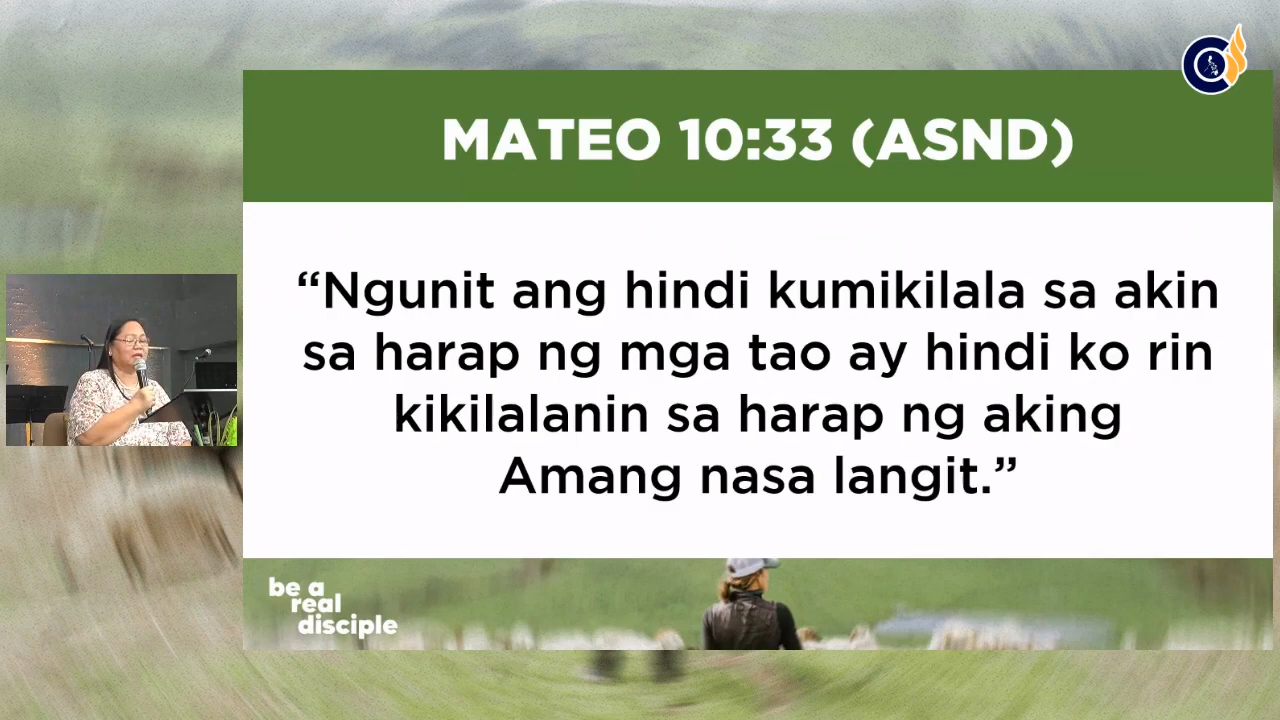 MATEO 10:33 (ASND)
“Ngunit ang hindi kumikilala sa akin
sa harap ng mga tao ay hindi ko rin
kikilalanin sa harap ng aking
Amang nasa langit.”
be a
real
disciple